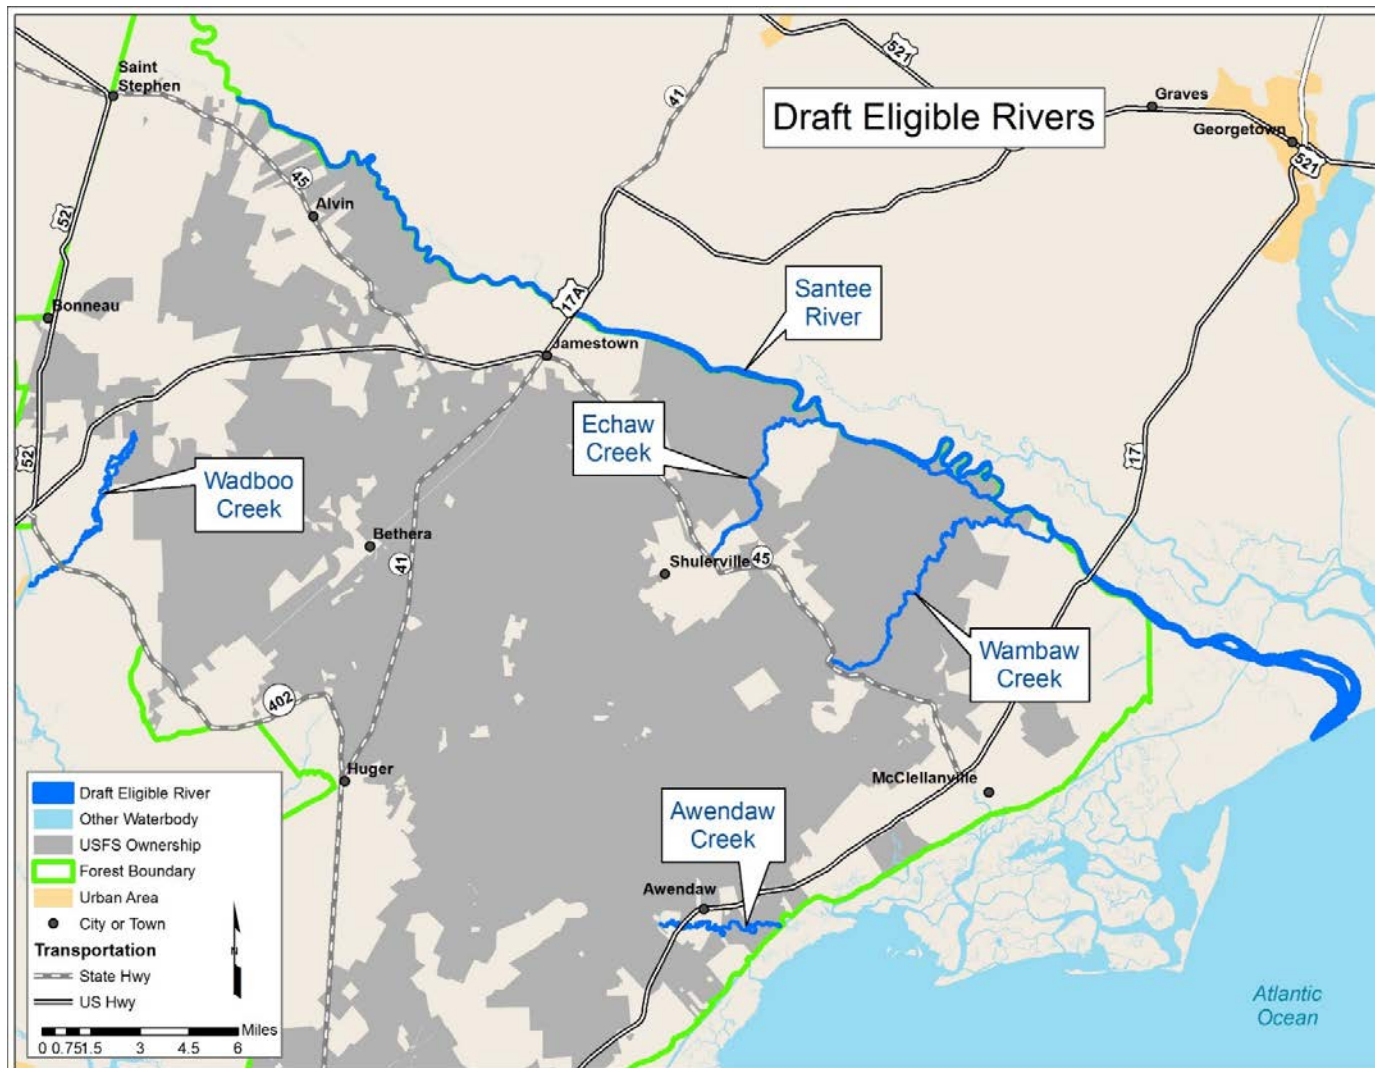 Draft Eligible Rivers
Saint
Stephen
41
521
Graves
Georgetown
521
45
Alvin
52
Bonneau
17A
Santee
River
Jamestown
Echaw
Creek
17
52
Wadboo
Creek
Bethera
41
Shulerville
45
Wambaw
Creek
402
Huger
McClellanville
Awendaw
Creek
Awendaw
Draft Eligible River
Other Waterbody
USFS Ownership
Forest Boundary
Urban Area
City or Town
Transportation
State Hwy
US Hwy
N
Miles
0 0.75 1.5 3 4.5 6
Atlantic
Ocean